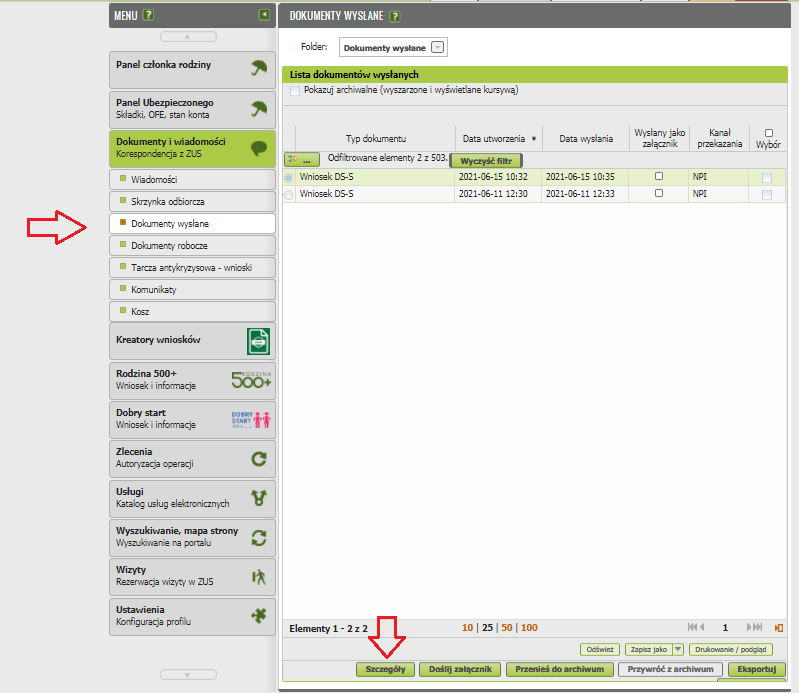 MENU ?
DOKUMENTY WYSŁANE ?
Folder: Dokumenty wysłane
Lista dokumentów wysłanych
Pokazuj archiwalne (wyszarzone i wyświetlane kursywą)
Typ dokumentu
Data utworzenia
Data wysłania
Wysłany jako
załącznik
Kanał
przekazania
Wybór
... Odfiltrowane elementy 2 z 503. Wyczyść filtr
Wniosek DS-S 2021-06-15 10:32 2021-06-15 10:35 NPI
Wniosek DS-S 2021-06-11 12:30 2021-06-11 12:33 NPI
Panel członka rodziny
Panel Ubezpieczonego
Składki, OFE, stan konta
Dokumenty i wiadomości
Korespondencja z ZUS
Wiadomości
Skrzynka odbiorcza
Dokumenty wysłane
Dokumenty robocze
Tarcza antykryzysowa - wnioski
Komunikaty
Kosz
Kreatory wniosków
Rodzina 500+
Wniosek i informacje
RODZINA
500+
Dobry start
Wniosek i informacje
DOBRY
START
Zlecenia
Autoryzacja operacji
Usługi
Katalog usług elektronicznych
Wyszukiwanie, mapa strony
Wyszukiwanie na portalu
Wizyty
Rezerwacja wizyty w ZUS
Ustawienia
Konfiguracja profilu
Elementy 1 - 2 z 2
10 | 25 | 50 | 100
1
Odśwież
Zapisz jako
Drukowanie / podgląd
Szczegóły
Doślij załącznik
Przenieś do archiwum
Przywróć z archiwum
Eksportuj